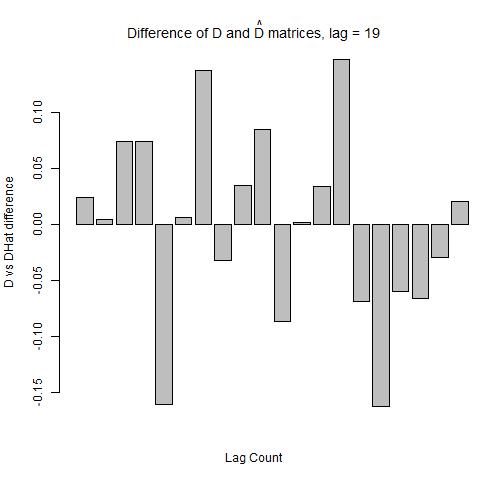 Difference of D and D̂ matrices, lag = 19
D vs DHat difference
0.10
0.05
0.00
-0.05
-0.10
-0.15
Lag Count